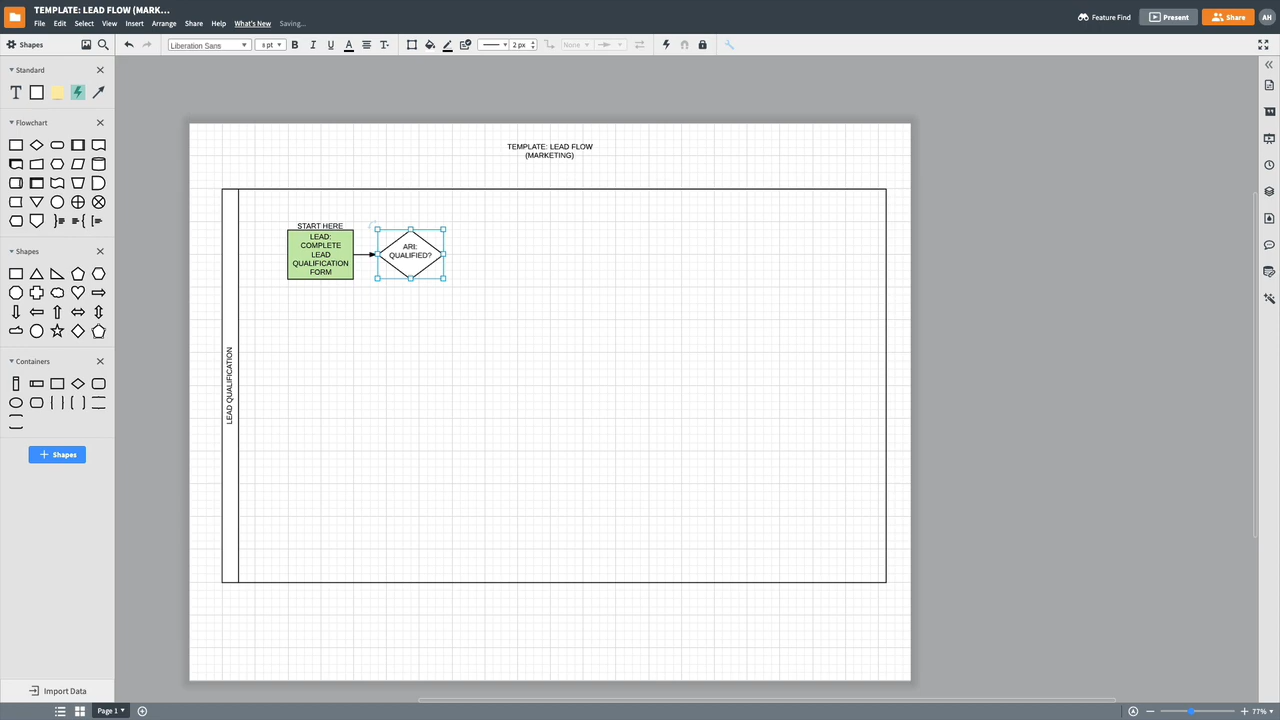 TEMPLATE: LEAD FLOW (MARK...
File Edit Select View Insert Arrange Share Help What's New Saving...
Feature Find
Present
Share
AH
Shapes
Liberation Sans
B I U A T
2 px
None
Standard
T
Flowchart
Shapes
Containers
+ Shapes
Import Data
TEMPLATE: LEAD FLOW
(MARKETING)
START HERE
LEAD:
COMPLETE
LEAD
QUALIFICATION
FORM
ARI:
QUALIFIED?
LEAD QUALIFICATION
Page 1
77%